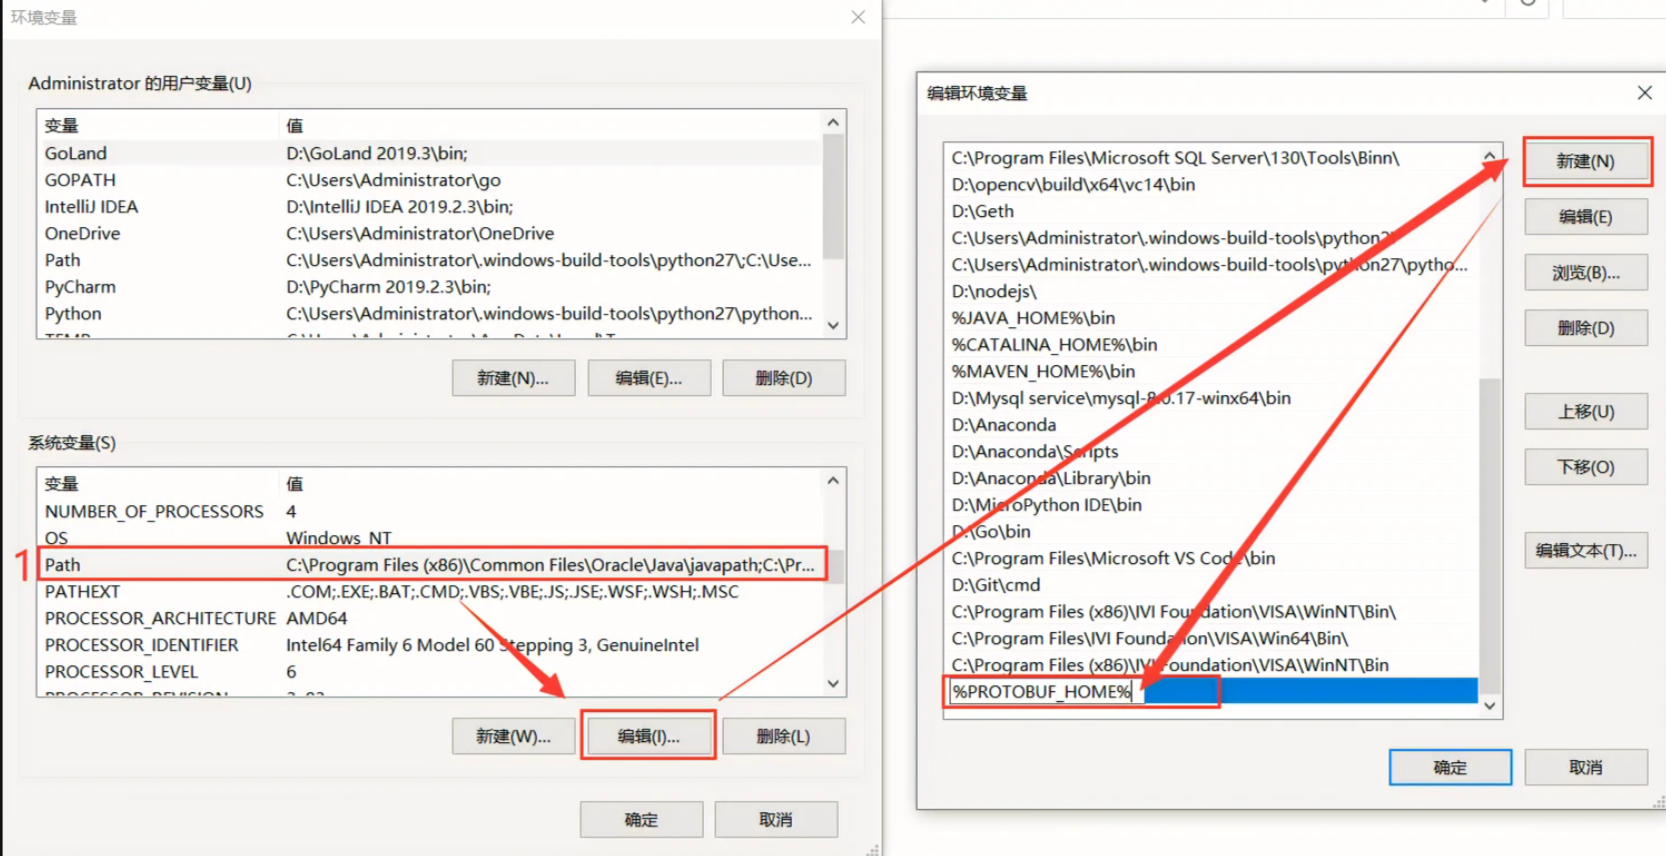 环境变量
Administrator 的用户变量(U)
变量 值
GoLand D:\GoLand 2019.3\bin;
GOPATH C:\Users\Administrator\go
IntelliJ IDEA D:\IntelliJ IDEA 2019.2.3\bin;
OneDrive C:\Users\Administrator\OneDrive
Path C:\Users\Administrator\.windows-build-tools\python27\;C:\Use...
PyCharm D:\PyCharm 2019.2.3\bin;
Python C:\Users\Administrator\.windows-build-tools\python27\python...
新建(N)... 编辑(E)... 删除(D)
系统变量(S)
变量 值
NUMBER_OF_PROCESSORS 4
OS Windows_NT
1 Path C:\Program Files (x86)\Common Files\Oracle\Java\javapath;C:\Pr...
PATHEXT .COM;.EXE;.BAT;.CMD;.VBS;.VBE;.JS;.JSE;.WSF;.WSH;.MSC
PROCESSOR_ARCHITECTURE AMD64
PROCESSOR_IDENTIFIER Intel64 Family 6 Model 60 Stepping 3, GenuineIntel
PROCESSOR_LEVEL 6
新建(W)... 编辑(I)... 删除(L)
确定 取消
编辑环境变量
C:\Program Files\Microsoft SQL Server\130\Tools\Binn\
D:\opencv\build\x64\vc14\bin
D:\Geth
C:\Users\Administrator\.windows-build-tools\python27
C:\Users\Administrator\.windows-build-tools\python27\pytho...
D:\nodejs\
%JAVA_HOME%\bin
%CATALINA_HOME%\bin
%MAVEN_HOME%\bin
D:\Mysql service\mysql-8.0.17-winx64\bin
D:\Anaconda
D:\Anaconda\Scripts
D:\Anaconda\Library\bin
D:\MicroPython IDE\bin
D:\Go\bin
C:\Program Files\Microsoft VS Code\bin
D:\Git\cmd
C:\Program Files (x86)\IVI Foundation\VISA\WinNT\Bin\
C:\Program Files\IVI Foundation\VISA\Win64\Bin\
C:\Program Files (x86)\IVI Foundation\VISA\WinNT\Bin
%PROTOBUF_HOME%
新建(N)
编辑(E)
浏览(B)...
删除(D)
上移(U)
下移(O)
编辑文本(T)...
确定 取消